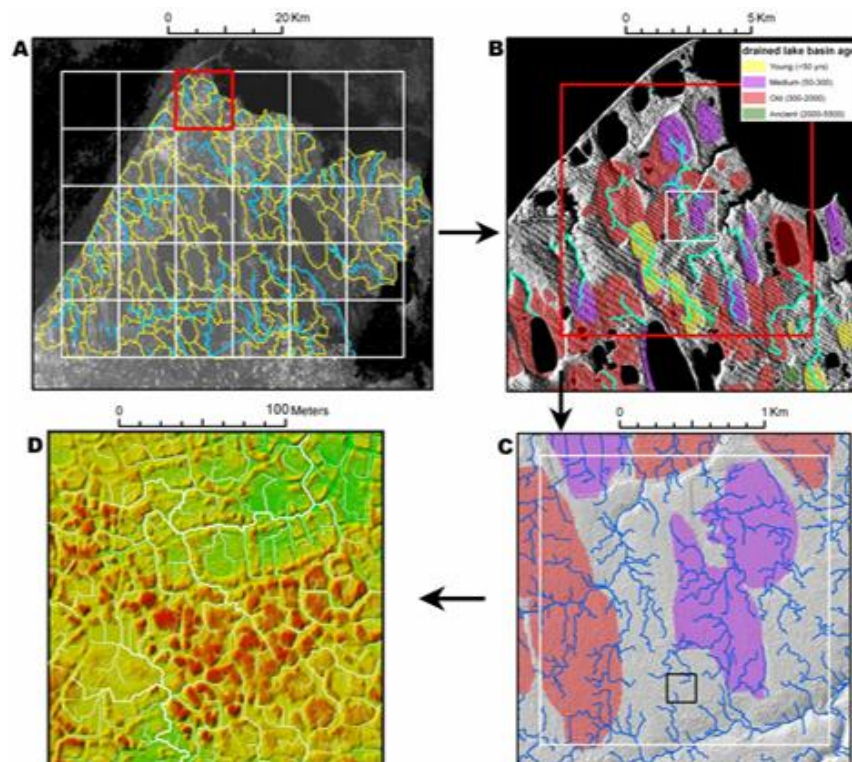 0 20 Km
A
0 5 Km
B
drained lake basin age
Young (<50 yrs)
Medium (50-300)
Old (300-2000)
Ancient (2000-5500)
0 100 Meters
D
0 1 Km
C